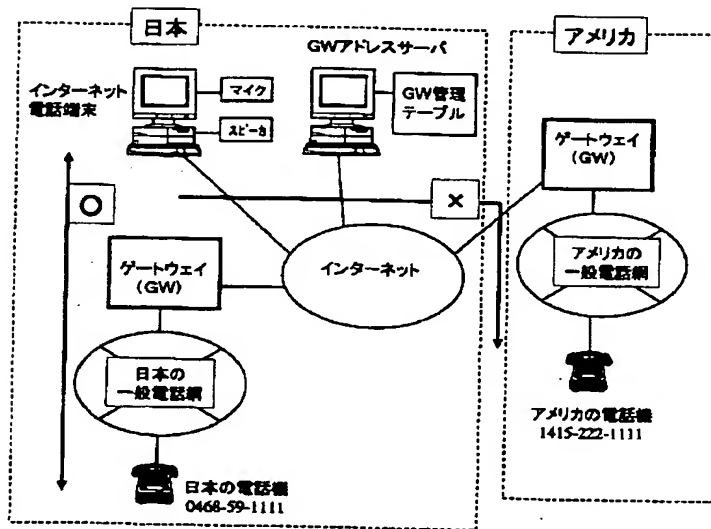 日本
インターネット
電話端末
マイク
スピーカ
GWアドレスサーバ
GW管理
テーブル
○
×
ゲートウェイ
(GW)
インターネット
日本の
一般電話網
日本の電話機
0468-59-1111
アメリカ
ゲートウェイ
(GW)
アメリカの
一般電話網
アメリカの電話機
1415-222-1111